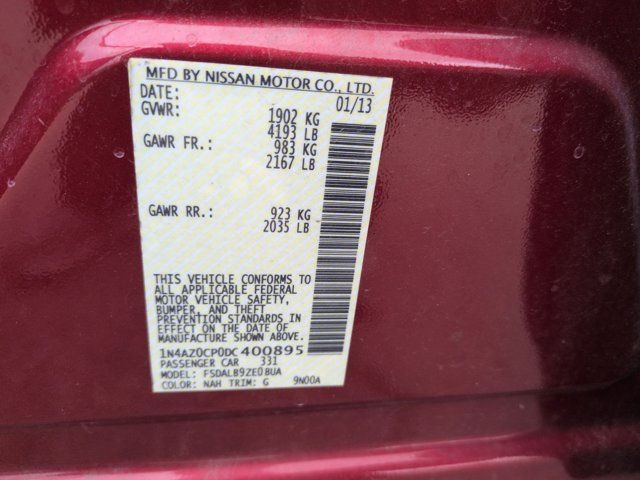 MFD BY NISSAN MOTOR CO., LTD.
DATE: 01/13
GVWR: 1902 KG
4193 LB
GAWR FR.: 983 KG
2167 LB
GAWR RR.: 923 KG
2035 LB
THIS VEHICLE CONFORMS TO
ALL APPLICABLE FEDERAL
MOTOR VEHICLE SAFETY,
BUMPER, AND THEFT
PREVENTION STANDARDS IN
EFFECT ON THE DATE OF
MANUFACTURE SHOWN ABOVE.
1N4AZ0CP0DC400895
PASSENGER CAR 331
MODEL: FSDALB9ZE0BUA
COLOR: NAH TRIM: G 9N00A